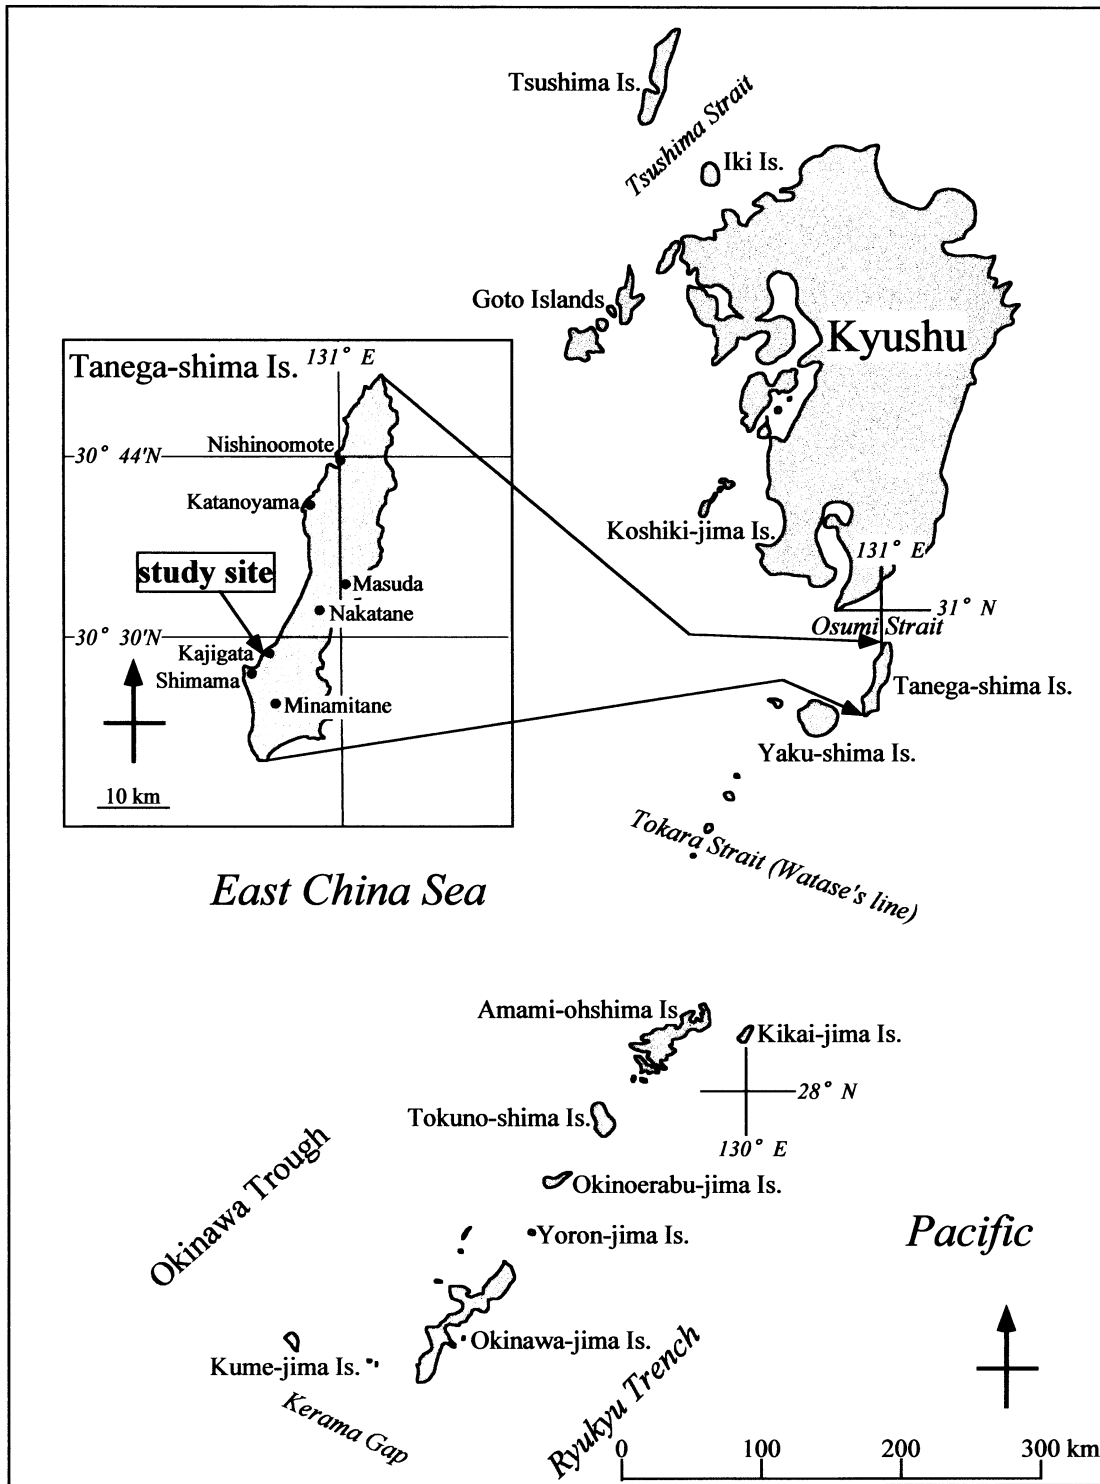 Tsushima Is.
Tsushima Strait
Iki Is.
Goto Islands
Kyushu
Tanega-shima Is.
131° E
Nishinoomote
30° 44'N
Katanoyama
study site
Masuda
Nakatane
30° 30'N
Kajigata
Shimama
Minamitane
10 km
Koshiki-jima Is.
131° E
31° N
Osumi Strait
Tanega-shima Is.
Yaku-shima Is.
Tokara Strait (Watase's line)
East China Sea
Amami-ohshima Is.
Kikai-jima Is.
28° N
130° E
Tokuno-shima Is.
Okinoerabu-jima Is.
Okinawa Trough
Yoron-jima Is.
Pacific
Okinawa-jima Is.
Kume-jima Is.
Kerama Gap
Ryukyu Trench
0 100 200 300 km